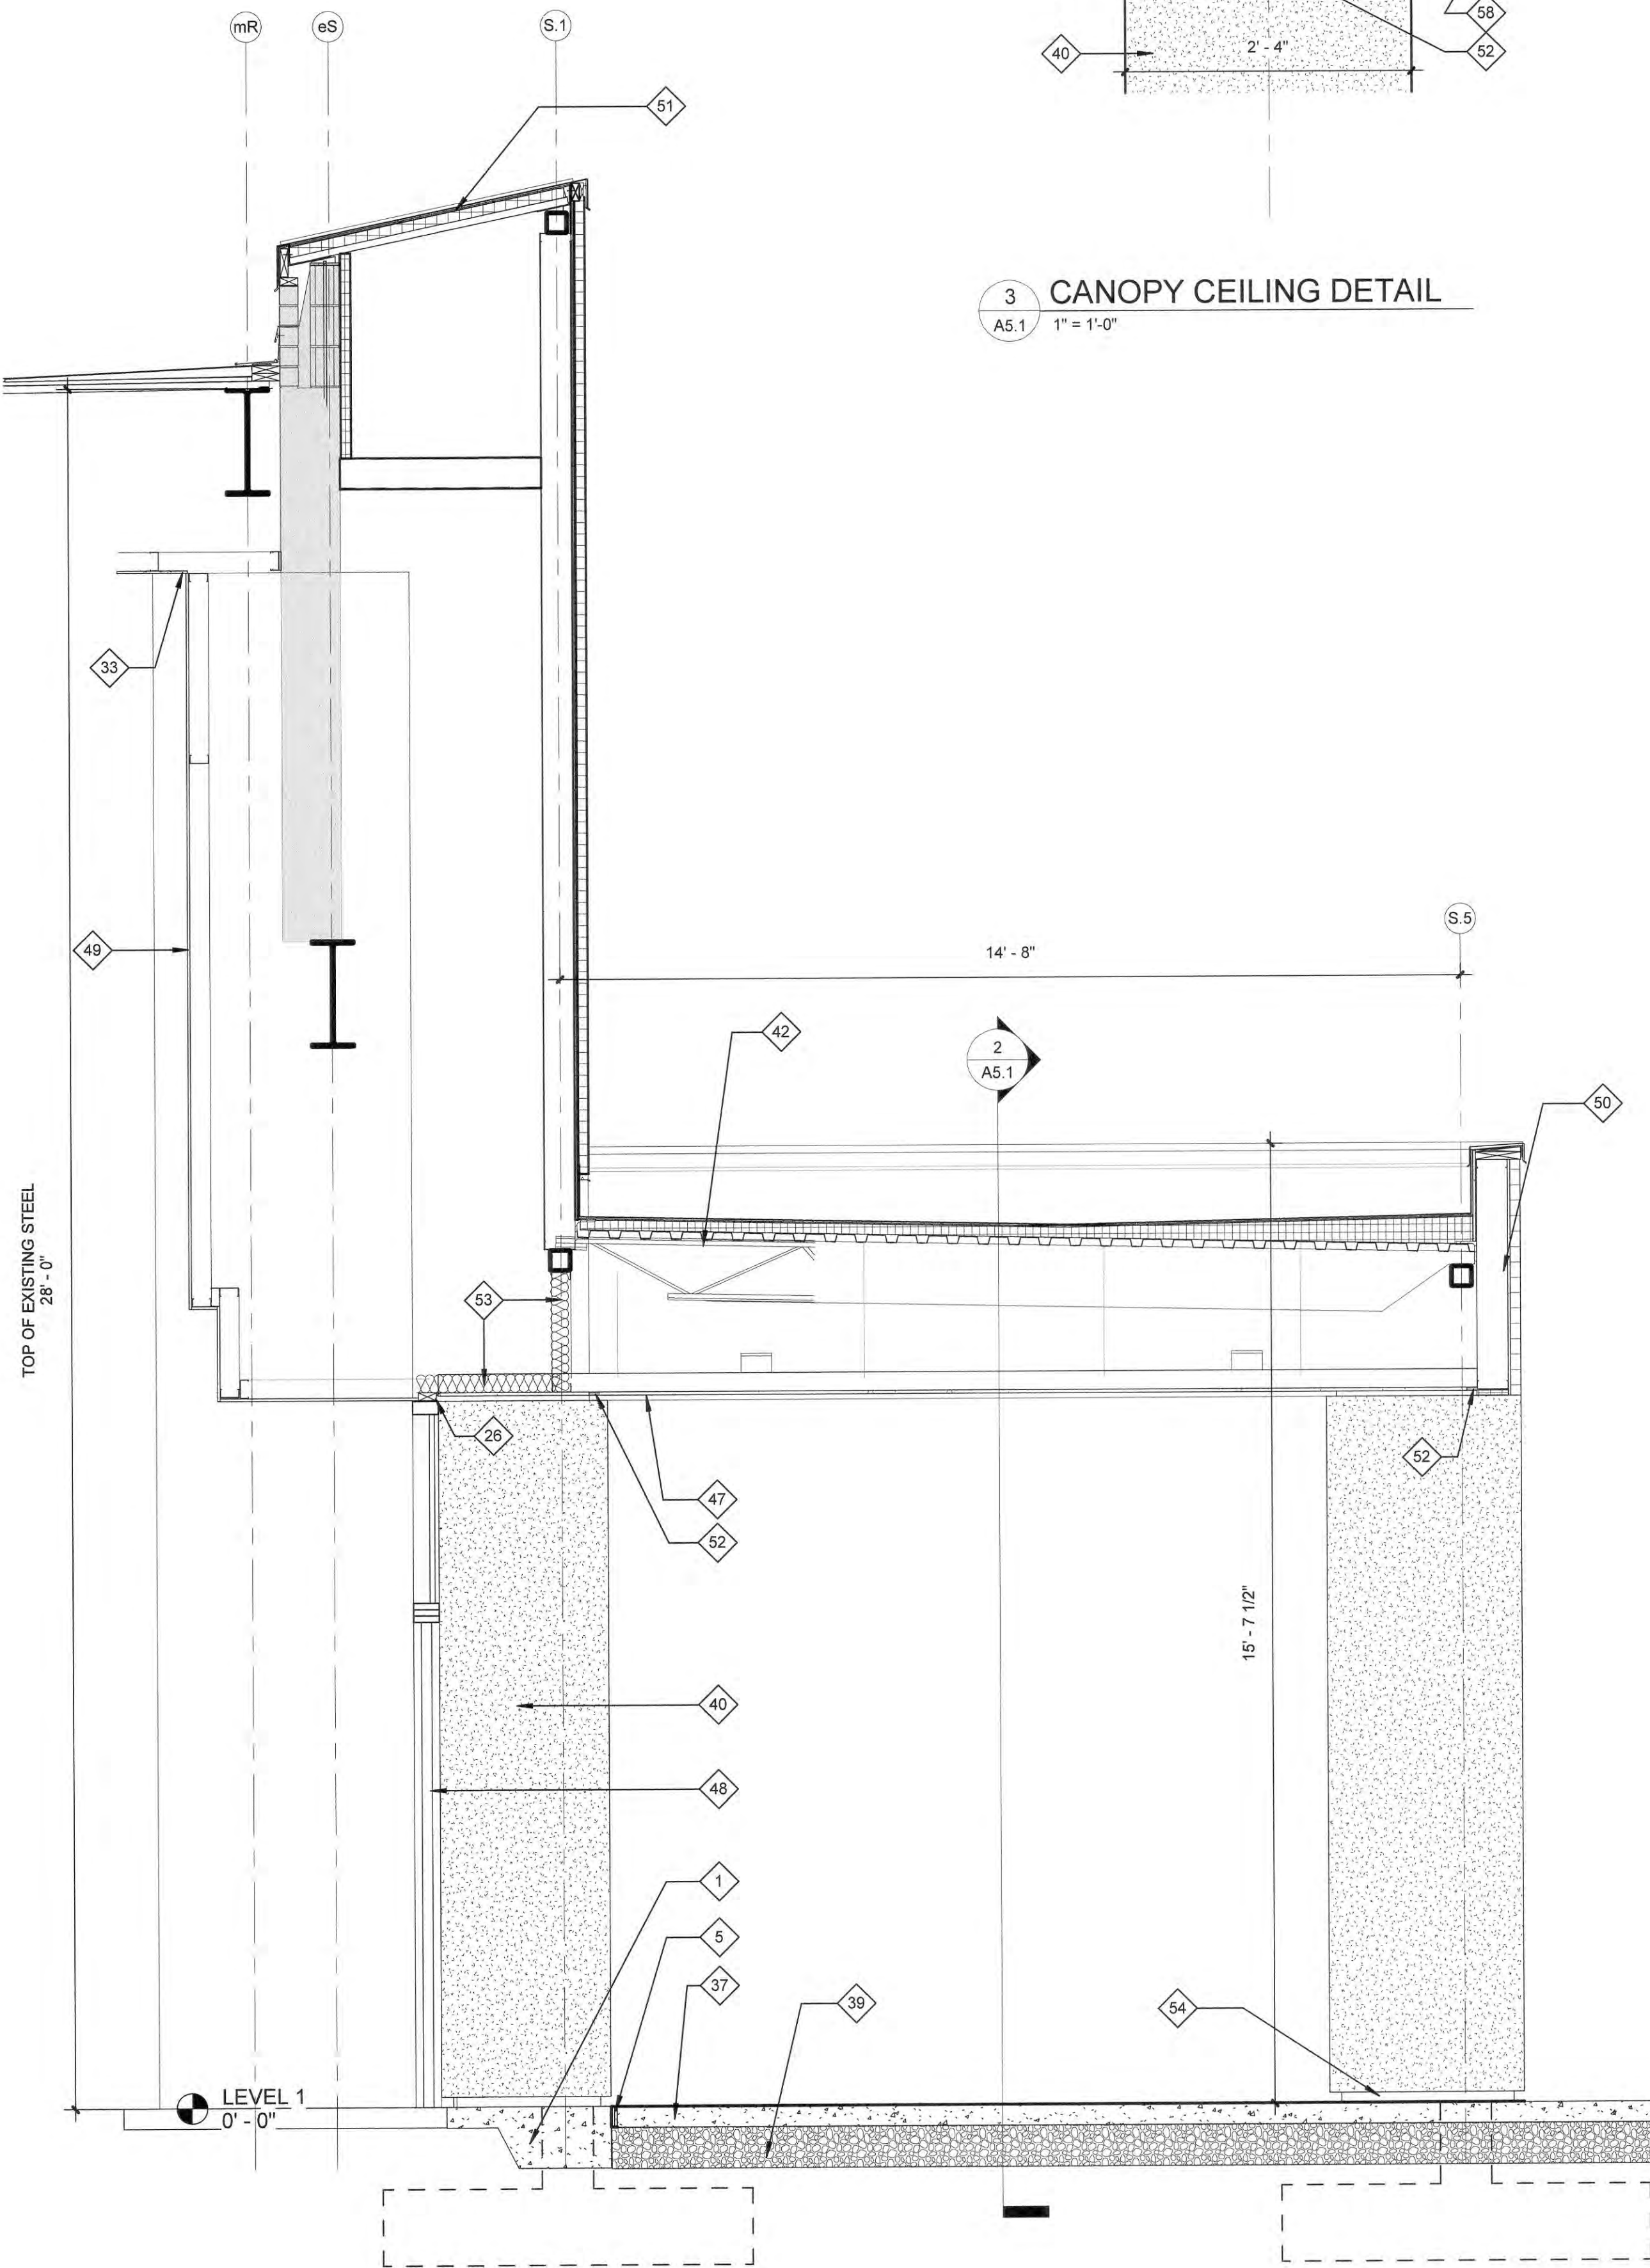 mR
eS
S.1
58
40
2' - 4"
52
51
3
CANOPY CEILING DETAIL
A5.1
1" = 1'-0"
33
49
S.5
14' - 8"
42
2
A5.1
50
TOP OF EXISTING STEEL
28' - 0"
53
26
52
47
52
15' - 7 1/2"
40
48
1
5
37
39
54
LEVEL 1
0' - 0"